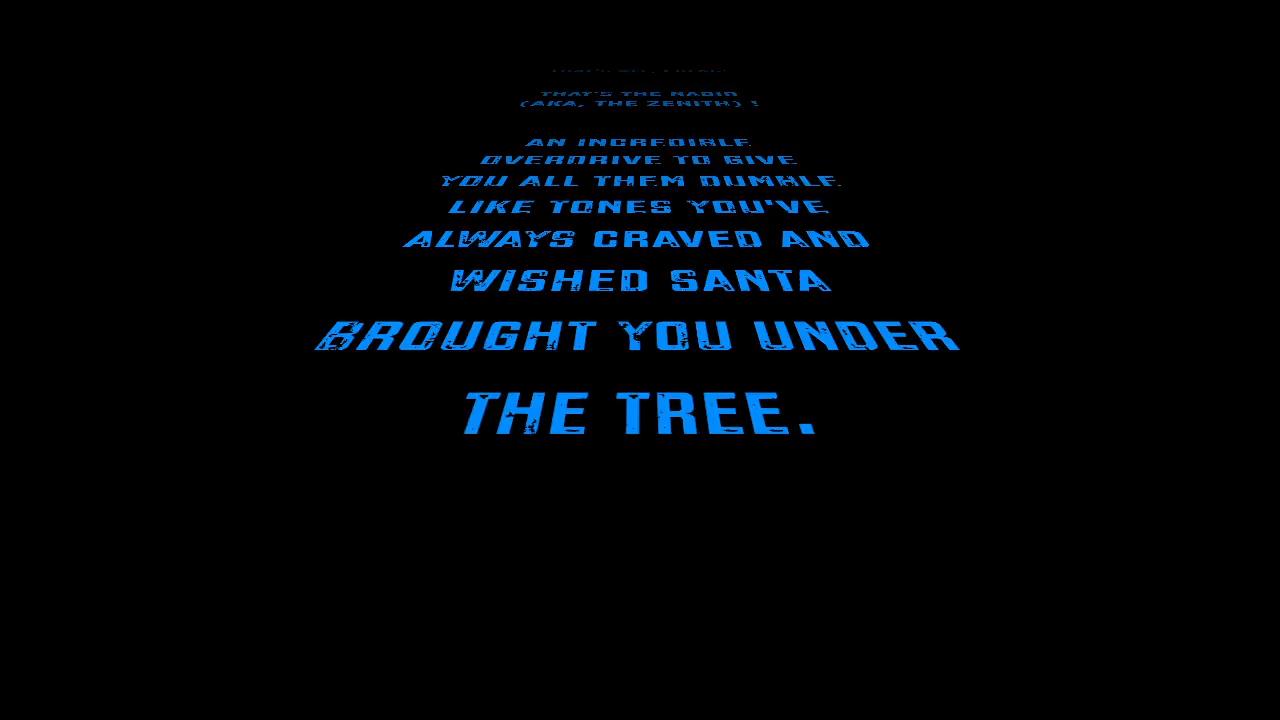 THAT'S THE NADIR
(AKA, THE ZENITH) !
AN INCREDIBLE
OVERDRIVE TO GIVE
YOU ALL THEM DUMBLE
LIKE TONES YOU'VE
ALWAYS CRAVED AND
WISHED SANTA
BROUGHT YOU UNDER
THE TREE.